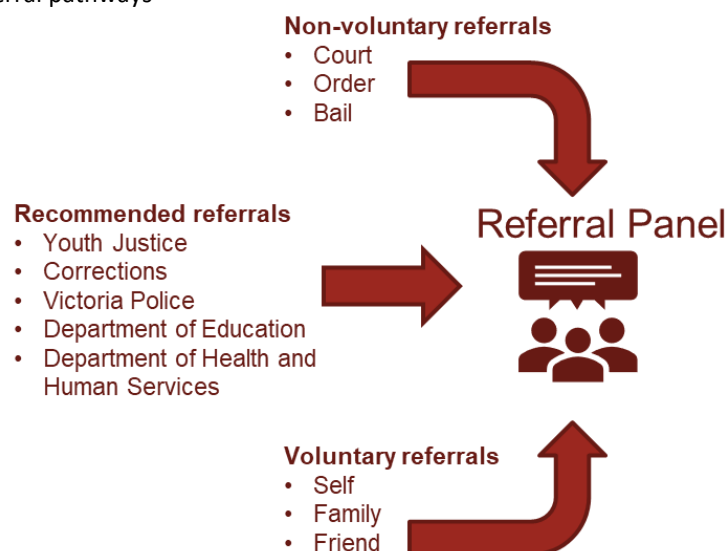 pathways
Non-voluntary referrals
• Court
• Order
• Bail
Recommended referrals
• Youth Justice
• Corrections
• Victoria Police
• Department of Education
• Department of Health and
Human Services
Referral Panel
Voluntary referrals
• Self
• Family
• Friend